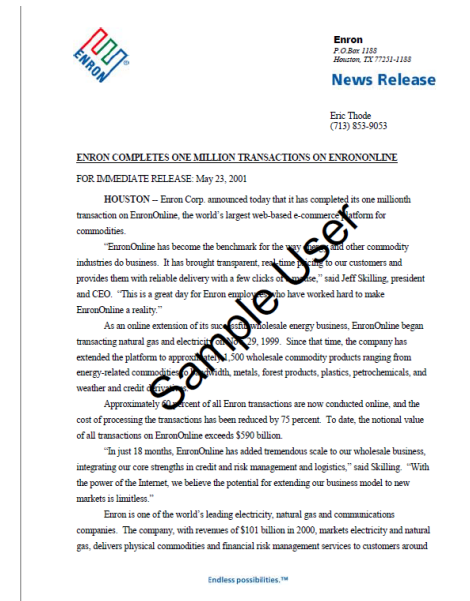 ENRON
Enron
P.O.Box 1188
Houston, TX 77251-1188
News Release
Eric Thode
(713) 853-9053
ENRON COMPLETES ONE MILLION TRANSACTIONS ON ENRONONLINE
FOR IMMEDIATE RELEASE: May 23, 2001
HOUSTON -- Enron Corp. announced today that it has completed its one millionth
transaction on EnronOnline, the world's largest web-based e-commerce platform for
commodities.
"EnronOnline has become the benchmark for the way energy and other commodity
industries do business. It has brought transparent, real-time pricing to our customers and
provides them with reliable delivery with a few clicks of a mouse," said Jeff Skilling, president
and CEO. "This is a great day for Enron employees who have worked hard to make
EnronOnline a reality."
As an online extension of its successful wholesale energy business, EnronOnline began
transacting natural gas and electricity on Nov. 29, 1999. Since that time, the company has
extended the platform to approximately 1,500 wholesale commodity products ranging from
energy-related commodities to bandwidth, metals, forest products, plastics, petrochemicals, and
weather and credit derivatives.
Approximately 60 percent of all Enron transactions are now conducted online, and the
cost of processing the transactions has been reduced by 75 percent. To date, the notional value
of all transactions on EnronOnline exceeds $590 billion.
"In just 18 months, EnronOnline has added tremendous scale to our wholesale business,
integrating our core strengths in credit and risk management and logistics," said Skilling. "With
the power of the Internet, we believe the potential for extending our business model to new
markets is limitless."
Enron is one of the world's leading electricity, natural gas and communications
companies. The company, with revenues of $101 billion in 2000, markets electricity and natural
gas, delivers physical commodities and financial risk management services to customers around
Endless possibilities.™
Sample User